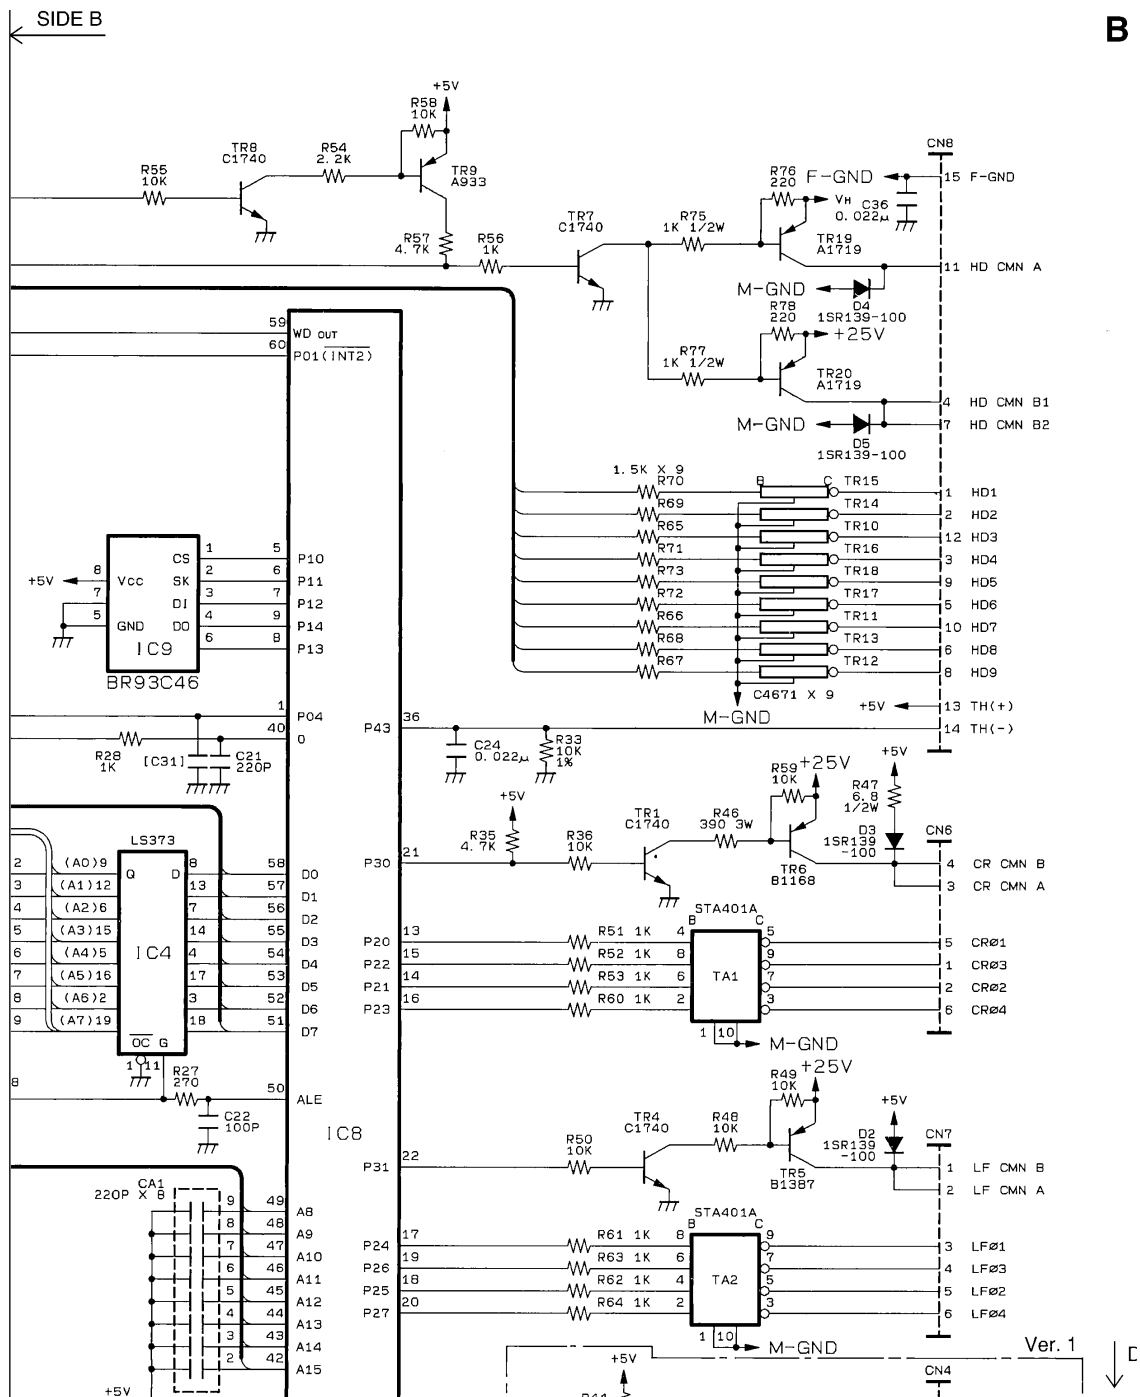 SIDE B
B
+5V
R58
10K
TR8
C1740
R54
2.2K
R55
10K
TR9
A933
CN8
R76
220
F-GND
15 F-GND
VH
C36
0.022μ
TR7
C1740
R75
1K 1/2W
R57
4.7K
R56
1K
TR19
A1719
11 HD CMN A
M-GND
D4
1SR139-100
R78
220
+25V
59
WD OUT
60
P01(INT2)
R77
1K 1/2W
TR20
A1719
4 HD CMN B1
M-GND
7 HD CMN B2
D5
1SR139-100
1.5K X 9
R70
B C TR15
1 HD1
R69
TR14
2 HD2
R65
TR10
12 HD3
R71
TR16
3 HD4
R73
TR18
9 HD5
R72
TR17
5 HD6
R66
TR11
10 HD7
R68
TR13
6 HD8
R67
TR12
8 HD9
C4671 X 9
M-GND
CS 1 5 P10
+5V 8 Vcc SK 2 6 P11
7 DI 3 7 P12
5 GND DO 4 9 P14
IC9 6 8 P13
BR93C46
1
P04
40
O
R28
1K
[C31]
C21
220P
P43 36
C24
0.022μ
R33
10K
1%
+5V 13 TH(+)
14 TH(-)
R59
10K
+25V
+5V
R47
6.8
1/2W
+5V
R35
4.7K
R36
10K
TR1
C1740
R46
390 3W
D3
1SR139
-100
CN6
P30 21
TR6
B1168
4 CR CMN B
3 CR CMN A
LS373
2 (A0)9 Q D 8 58 D0
3 (A1)12 13 57 D1
4 (A2)6 7 56 D2
5 (A3)15 14 55 D3
6 (A4)5 IC4 4 54 D4
7 (A5)16 17 53 D5
8 (A6)2 3 52 D6
9 (A7)19 18 51 D7
OC G
1 11
STA401A
B C
P20 13 R51 1K 4 5 5 CRØ1
P22 15 R52 1K 8 9 1 CRØ3
P21 14 R53 1K 6 TA1 7 2 CRØ2
P23 16 R60 1K 2 3 6 CRØ4
1 10
M-GND
8
R27
270
50
ALE
C22
100P
IC8
R49
10K
+25V
+5V
R50
10K
TR4
C1740
R48
10K
D2
1SR139
-100
CN7
P31 22
TR5
B1387
1 LF CMN B
2 LF CMN A
CA1
220P X 8
9 49 A8
8 48 A9
7 47 A10
6 46 A11
5 45 A12
4 44 A13
3 43 A14
2 42 A15
+5V
STA401A
B C
P24 17 R61 1K 8 9 3 LFØ1
P26 19 R63 1K 6 7 4 LFØ3
P25 18 R62 1K 4 TA2 5 5 LFØ2
P27 20 R64 1K 2 3 6 LFØ4
1 10
M-GND
Ver. 1
+5V
CN4